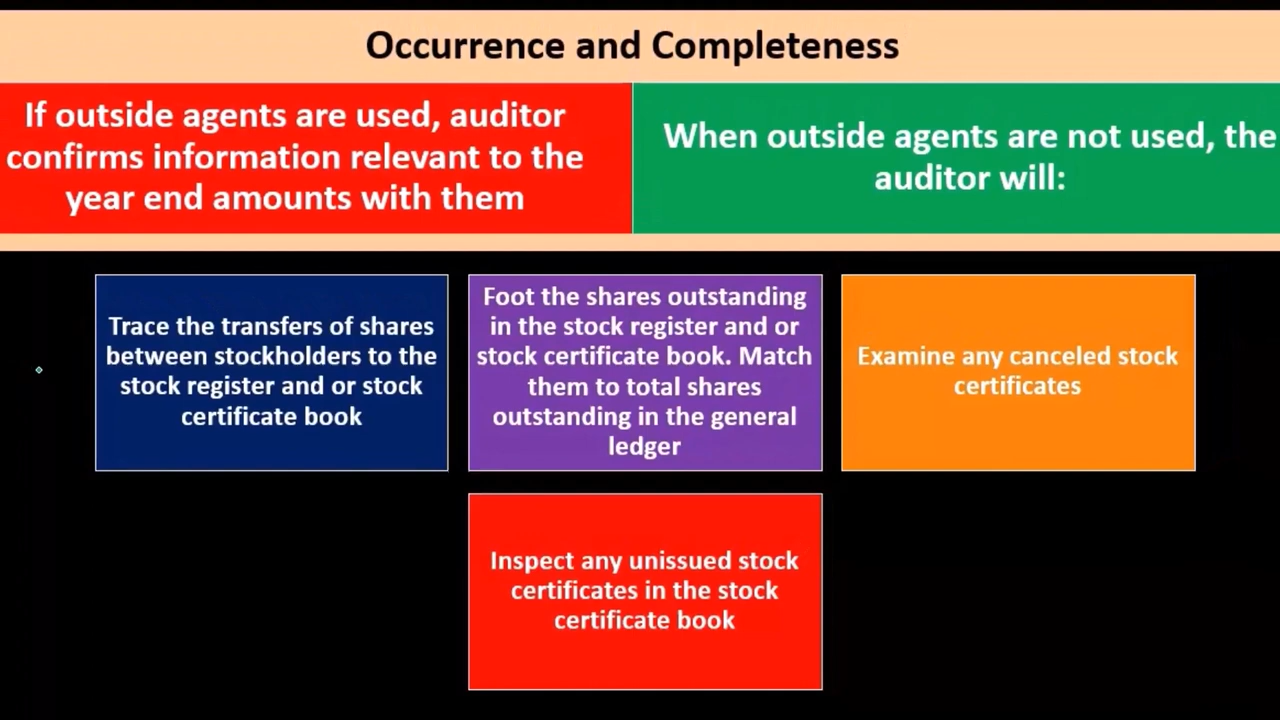 Occurrence and Completeness
If outside agents are used, auditor
confirms information relevant to the
year end amounts with them
When outside agents are not used, the
auditor will:
Trace the transfers of shares
between stockholders to the
stock register and or stock
certificate book
Foot the shares outstanding
in the stock register and or
stock certificate book. Match
them to total shares
outstanding in the general
ledger
Examine any canceled stock
certificates
Inspect any unissued stock
certificates in the stock
certificate book